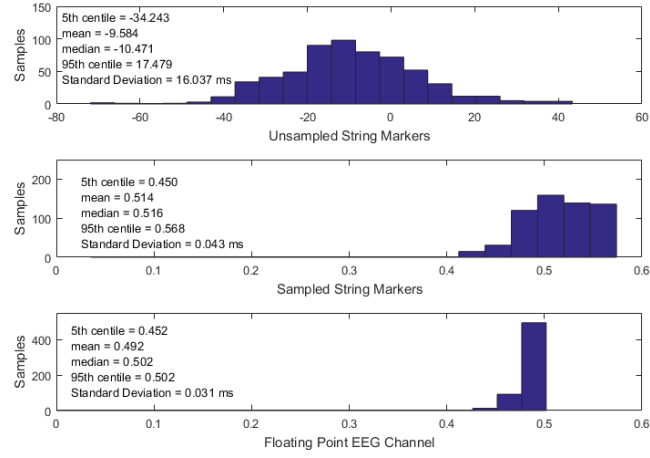 150
100
50
0
Samples
5th centile = -34.243
mean = -9.584
median = -10.471
95th centile = 17.479
Standard Deviation = 16.037 ms
-80 -60 -40 -20 0 20 40 60
Unsampled String Markers
200
100
0
Samples
5th centile = 0.450
mean = 0.514
median = 0.516
95th centile = 0.568
Standard Deviation = 0.043 ms
0 0.1 0.2 0.3 0.4 0.5 0.6
Sampled String Markers
400
200
0
Samples
5th centile = 0.452
mean = 0.492
median = 0.502
95th centile = 0.502
Standard Deviation = 0.031 ms
0 0.1 0.2 0.3 0.4 0.5 0.6
Floating Point EEG Channel